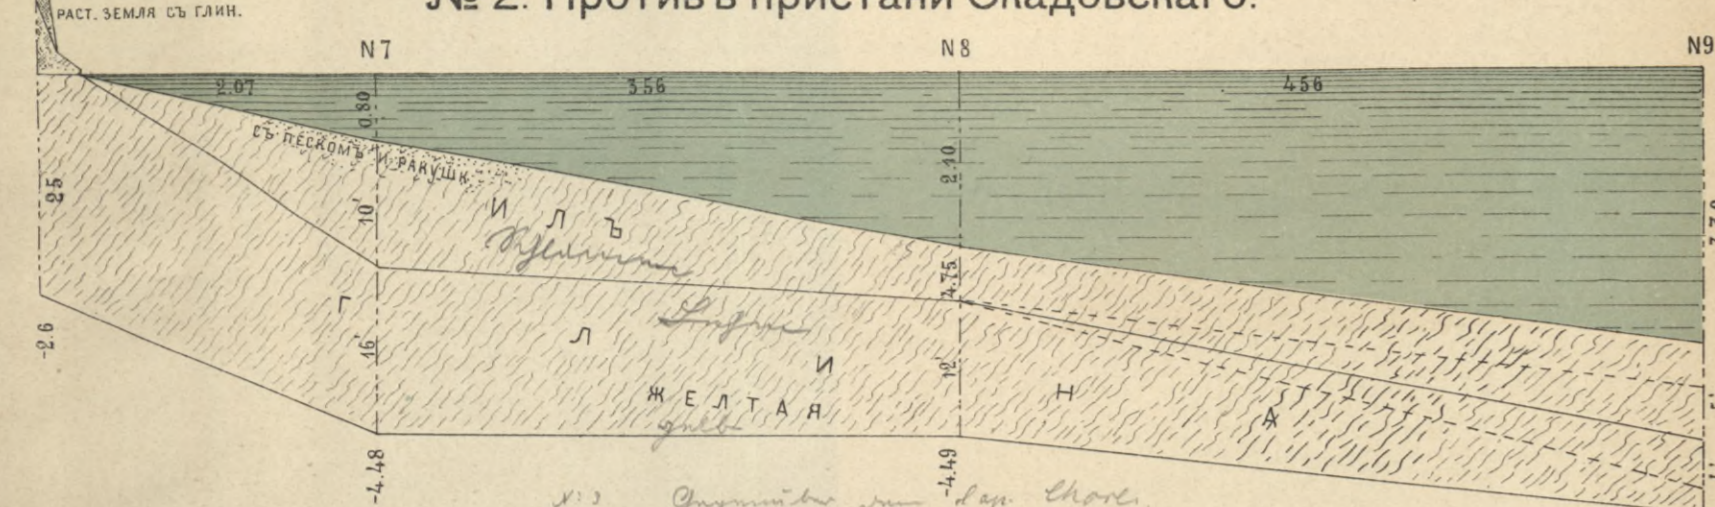 № 2. Противъ пристани Скадовскаго.
РАСТ. ЗЕМЛЯ СЪ ГЛИН.
N7 N8 N9
2.07 3.56 4.56
0.80
2.10
СЪ ПЕСКОМЪ И РАКУШК.
25
10'
ИЛЪ
4.75
ГЛИНА
-2.6
16'
12'
ЖЕЛТАЯ
gelb
-4.48
-4.49